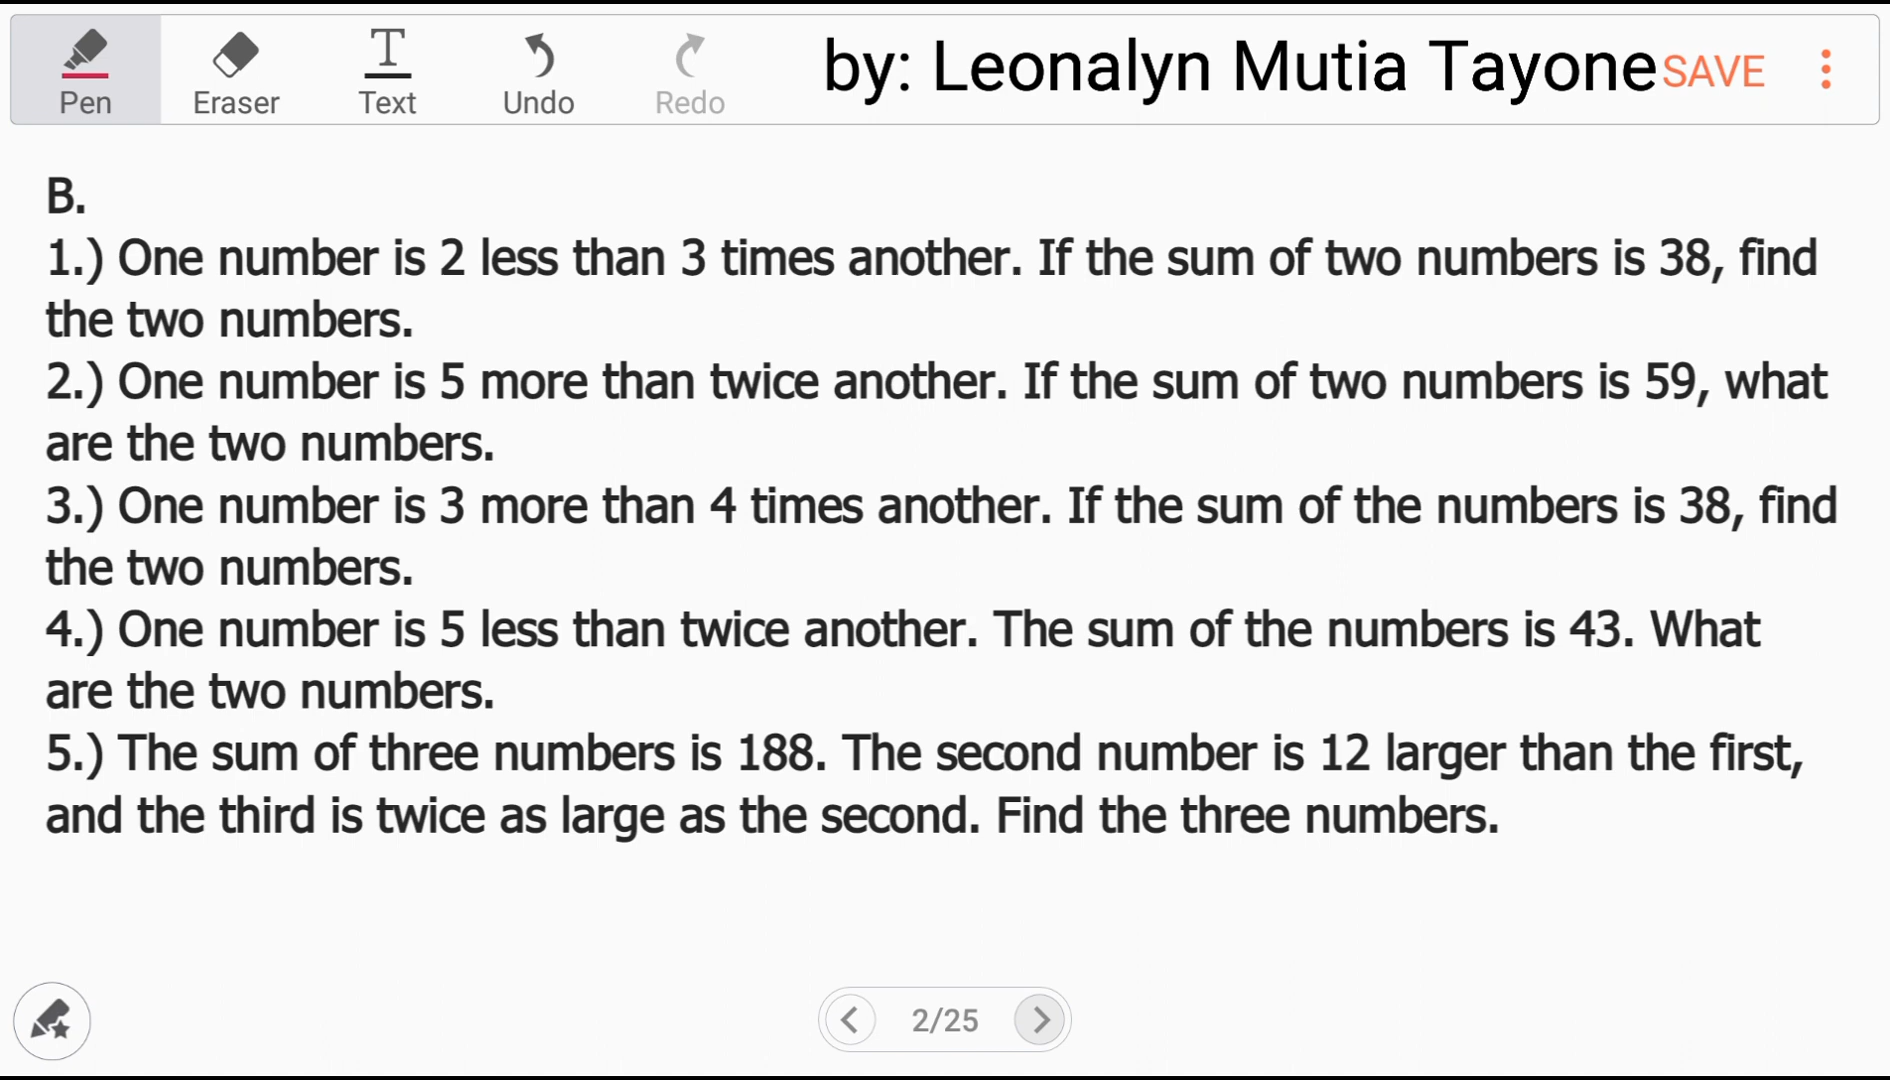 Pen Eraser Text Undo Redo by: Leonalyn Mutia Tayone SAVE
B.
1.) One number is 2 less than 3 times another. If the sum of two numbers is 38, find
the two numbers.
2.) One number is 5 more than twice another. If the sum of two numbers is 59, what
are the two numbers.
3.) One number is 3 more than 4 times another. If the sum of the numbers is 38, find
the two numbers.
4.) One number is 5 less than twice another. The sum of the numbers is 43. What
are the two numbers.
5.) The sum of three numbers is 188. The second number is 12 larger than the first,
and the third is twice as large as the second. Find the three numbers.
2/25